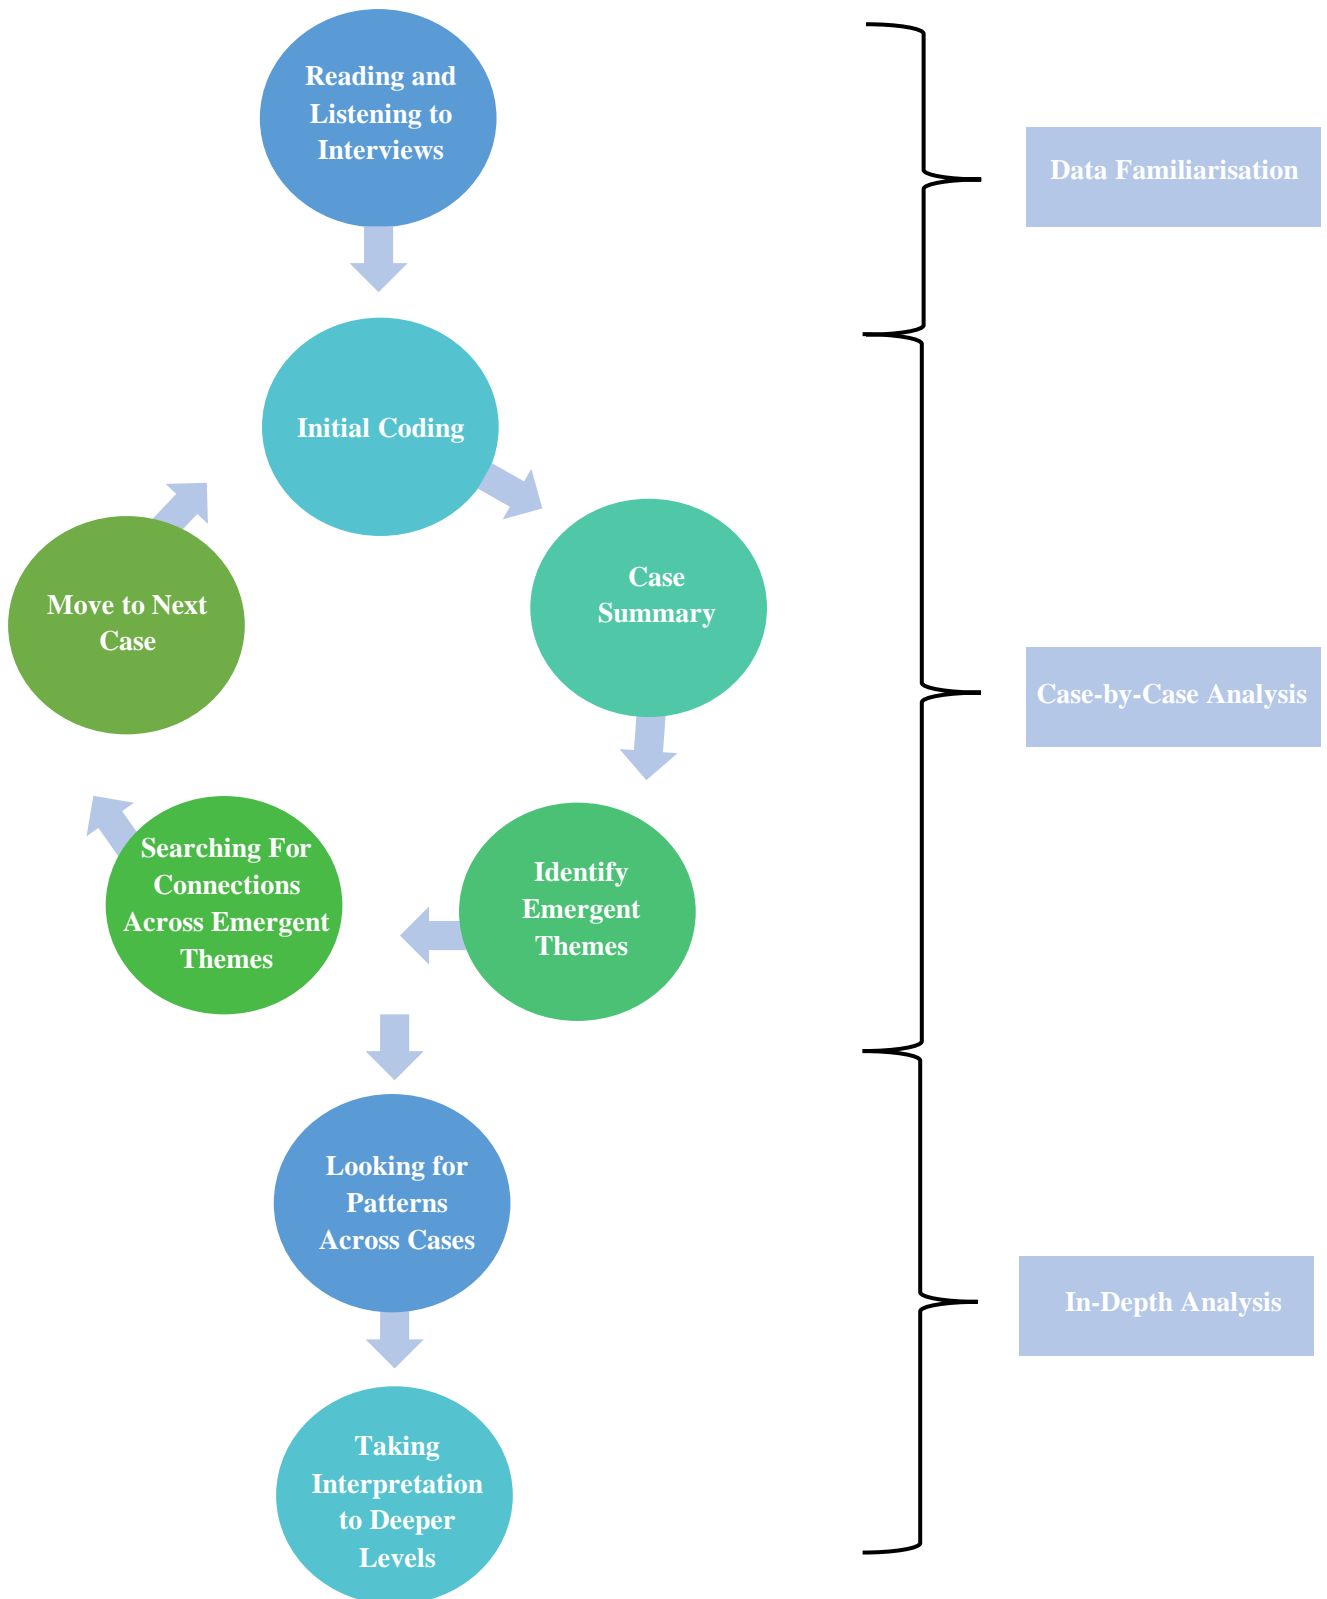 Reading and
Listening to
Interviews
Data Familiarisation
Initial Coding
Case
Summary
Move to Next
Case
Case-by-Case Analysis
Identify
Emergent
Themes
Searching For
Connections
Across Emergent
Themes
Looking for
Patterns
Across Cases
In-Depth Analysis
Taking
Interpretation
to Deeper
Levels